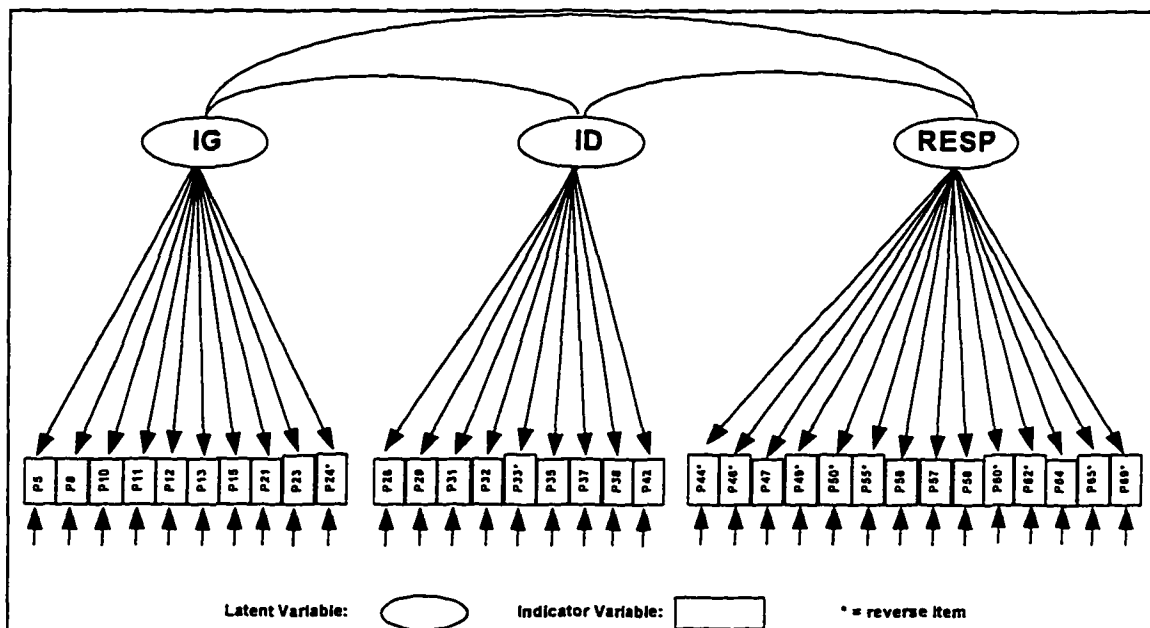 IG ID RESP
P5 P8 P10 P11 P12 P13 P15 P21 P23 P24* P29 P31 P32 P33* P35 P37 P38 P42 P44* P46* P47 P49* P50* P55* P56 P57 P58 P60* P62* P64 P65* P69*
Latent Variable: Indicator Variable: * = reverse item